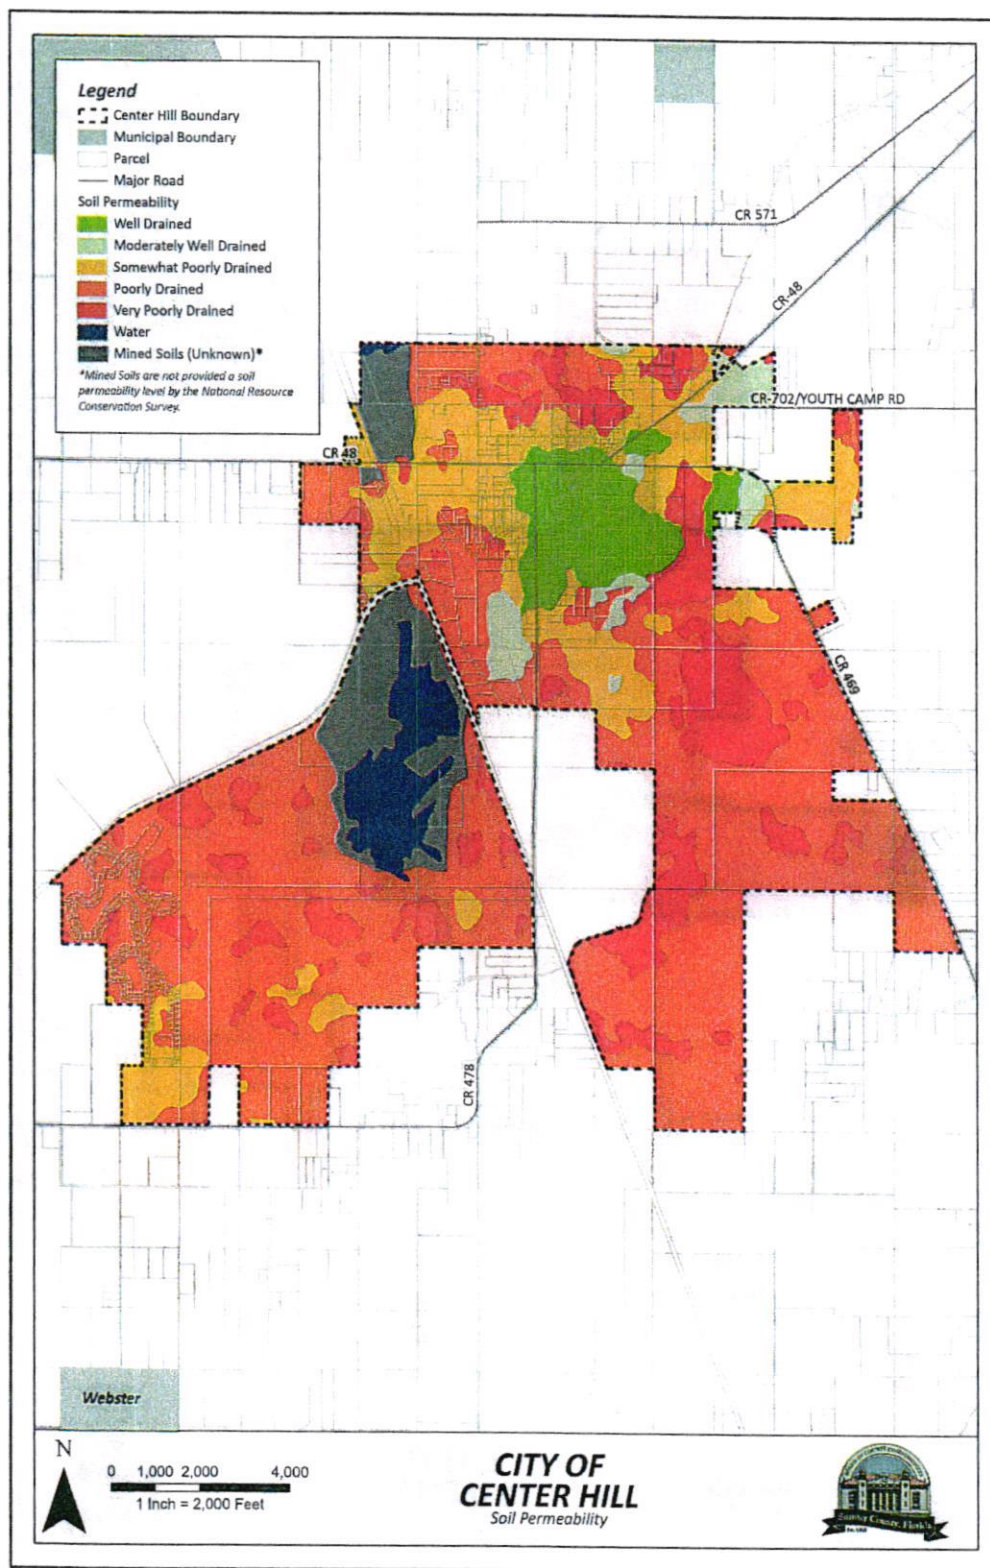 Legend
Center Hill Boundary
Municipal Boundary
Parcel
Major Road
Soil Permeability
Well Drained
Moderately Well Drained
Somewhat Poorly Drained
Poorly Drained
Very Poorly Drained
Water
Mined Soils (Unknown)*
*Mined Soils are not provided a soil
permeability level by the National Resource
Conservation Survey.
CR 571
CR-48
CR-702/YOUTH CAMP RD
CR 48
CR 469
CR 478
Webster
N
0 1,000 2,000 4,000
1 Inch = 2,000 Feet
CITY OF
CENTER HILL
Soil Permeability
Sumter County, Florida